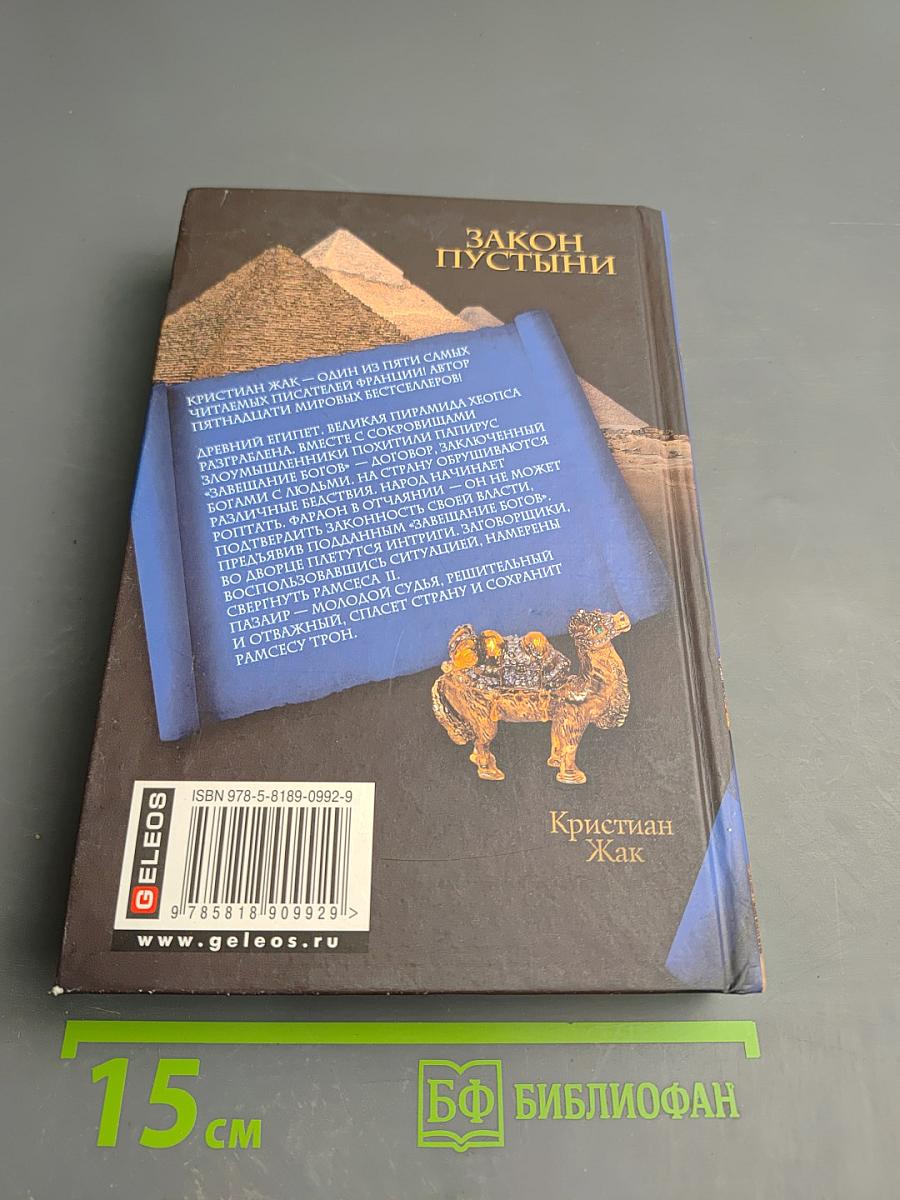 ЗАКОН
ПУСТЫНИ
КРИСТИАН ЖАК — ОДИН ИЗ ПЯТИ САМЫХ
ЧИТАЕМЫХ ПИСАТЕЛЕЙ ФРАНЦИИ! АВТОР
ПЯТНАДЦАТИ МИРОВЫХ БЕСТСЕЛЛЕРОВ!
ДРЕВНИЙ ЕГИПЕТ. ВЕЛИКАЯ ПИРАМИДА ХЕОПСА
РАЗГРАБЛЕНА. ВМЕСТЕ С СОКРОВИЩАМИ
ЗЛОУМЫШЛЕННИКИ ПОХИТИЛИ ПАПИРУС
«ЗАВЕЩАНИЕ БОГОВ» — ДОГОВОР, ЗАКЛЮЧЕННЫЙ
БОГАМИ С ЛЮДЬМИ. НА СТРАНУ ОБРУШИВАЮТСЯ
РАЗЛИЧНЫЕ БЕДСТВИЯ. НАРОД НАЧИНАЕТ
РОПТАТЬ. ФАРАОН В ОТЧАЯНИИ — ОН НЕ МОЖЕТ
ПОДТВЕРДИТЬ ЗАКОННОСТЬ СВОЕЙ ВЛАСТИ,
ПРЕДЪЯВИВ ПОДДАННЫМ «ЗАВЕЩАНИЕ БОГОВ».
ВО ДВОРЦЕ ПЛЕТУТСЯ ИНТРИГИ. ЗАГОВОРЩИКИ,
ВОСПОЛЬЗОВАВШИСЬ СИТУАЦИЕЙ, НАМЕРЕНЫ
СВЕРГНУТЬ РАМСЕСА II.
ПАЗАИР — МОЛОДОЙ СУДЬЯ, РЕШИТЕЛЬНЫЙ
И ОТВАЖНЫЙ, СПАСЕТ СТРАНУ И СОХРАНИТ
РАМСЕСУ ТРОН.
Кристиан
Жак
GELEOS
ISBN 978-5-8189-0992-9
9 785818 909929 >
www.geleos.ru
15 СМ
БФ БИБЛИОФАН